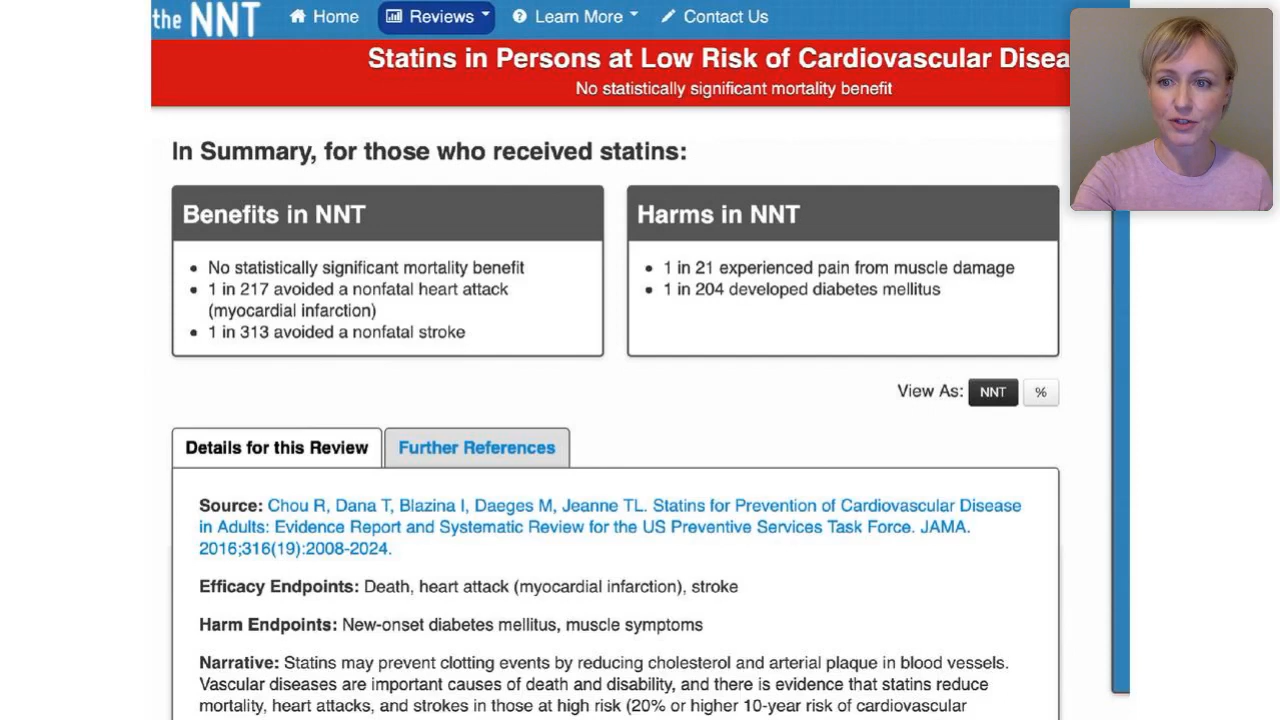 the NNT
Home
Reviews
Learn More
Contact Us
Statins in Persons at Low Risk of Cardiovascular Disea
No statistically significant mortality benefit
In Summary, for those who received statins:
Benefits in NNT
No statistically significant mortality benefit
1 in 217 avoided a nonfatal heart attack
(myocardial infarction)
1 in 313 avoided a nonfatal stroke
Harms in NNT
1 in 21 experienced pain from muscle damage
1 in 204 developed diabetes mellitus
View As: NNT %
Details for this Review
Further References
Source: Chou R, Dana T, Blazina I, Daeges M, Jeanne TL. Statins for Prevention of Cardiovascular Disease
in Adults: Evidence Report and Systematic Review for the US Preventive Services Task Force. JAMA.
2016;316(19):2008-2024.
Efficacy Endpoints: Death, heart attack (myocardial infarction), stroke
Harm Endpoints: New-onset diabetes mellitus, muscle symptoms
Narrative: Statins may prevent clotting events by reducing cholesterol and arterial plaque in blood vessels.
Vascular diseases are important causes of death and disability, and there is evidence that statins reduce
mortality, heart attacks, and strokes in those at high risk (20% or higher 10-year risk of cardiovascular